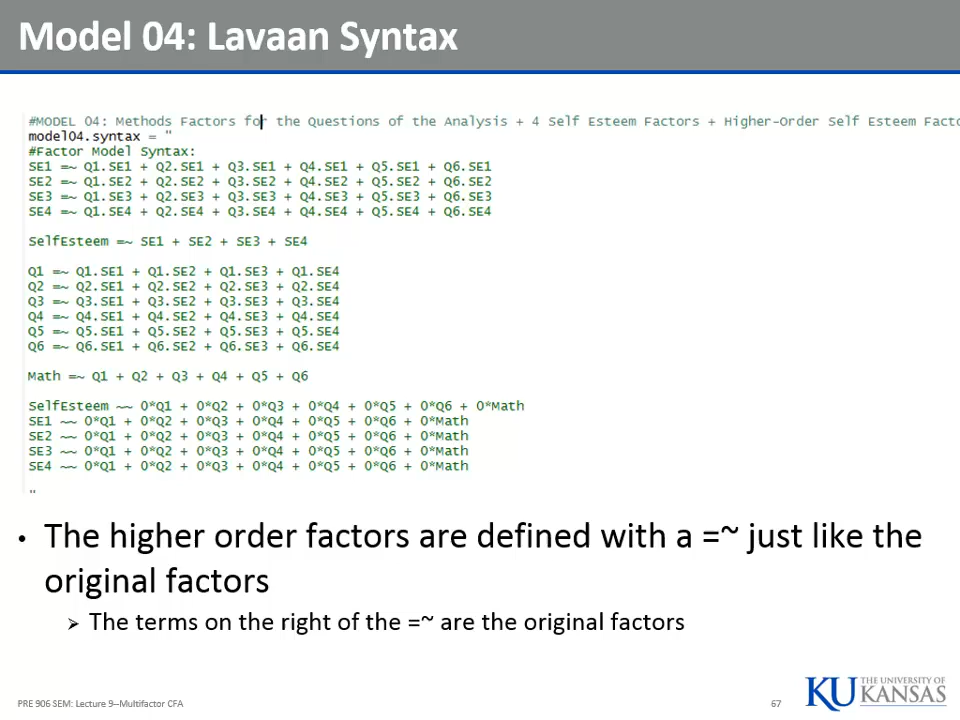 Model 04: Lavaan Syntax
#MODEL 04: Methods Factors for the Questions of the Analysis + 4 Self Esteem Factors + Higher-Order Self Esteem Facto
model04.syntax = "
#Factor Model Syntax:
SE1 =~ Q1.SE1 + Q2.SE1 + Q3.SE1 + Q4.SE1 + Q5.SE1 + Q6.SE1
SE2 =~ Q1.SE2 + Q2.SE2 + Q3.SE2 + Q4.SE2 + Q5.SE2 + Q6.SE2
SE3 =~ Q1.SE3 + Q2.SE3 + Q3.SE3 + Q4.SE3 + Q5.SE3 + Q6.SE3
SE4 =~ Q1.SE4 + Q2.SE4 + Q3.SE4 + Q4.SE4 + Q5.SE4 + Q6.SE4
SelfEsteem =~ SE1 + SE2 + SE3 + SE4
Q1 =~ Q1.SE1 + Q1.SE2 + Q1.SE3 + Q1.SE4
Q2 =~ Q2.SE1 + Q2.SE2 + Q2.SE3 + Q2.SE4
Q3 =~ Q3.SE1 + Q3.SE2 + Q3.SE3 + Q3.SE4
Q4 =~ Q4.SE1 + Q4.SE2 + Q4.SE3 + Q4.SE4
Q5 =~ Q5.SE1 + Q5.SE2 + Q5.SE3 + Q5.SE4
Q6 =~ Q6.SE1 + Q6.SE2 + Q6.SE3 + Q6.SE4
Math =~ Q1 + Q2 + Q3 + Q4 + Q5 + Q6
SelfEsteem ~~ 0*Q1 + 0*Q2 + 0*Q3 + 0*Q4 + 0*Q5 + 0*Q6 + 0*Math
SE1 ~~ 0*Q1 + 0*Q2 + 0*Q3 + 0*Q4 + 0*Q5 + 0*Q6 + 0*Math
SE2 ~~ 0*Q1 + 0*Q2 + 0*Q3 + 0*Q4 + 0*Q5 + 0*Q6 + 0*Math
SE3 ~~ 0*Q1 + 0*Q2 + 0*Q3 + 0*Q4 + 0*Q5 + 0*Q6 + 0*Math
SE4 ~~ 0*Q1 + 0*Q2 + 0*Q3 + 0*Q4 + 0*Q5 + 0*Q6 + 0*Math
"
• The higher order factors are defined with a =~ just like the
original factors
➢ The terms on the right of the =~ are the original factors
PRE 906 SEM: Lecture 9--Multifactor CFA
67
KU THE UNIVERSITY OF
KANSAS